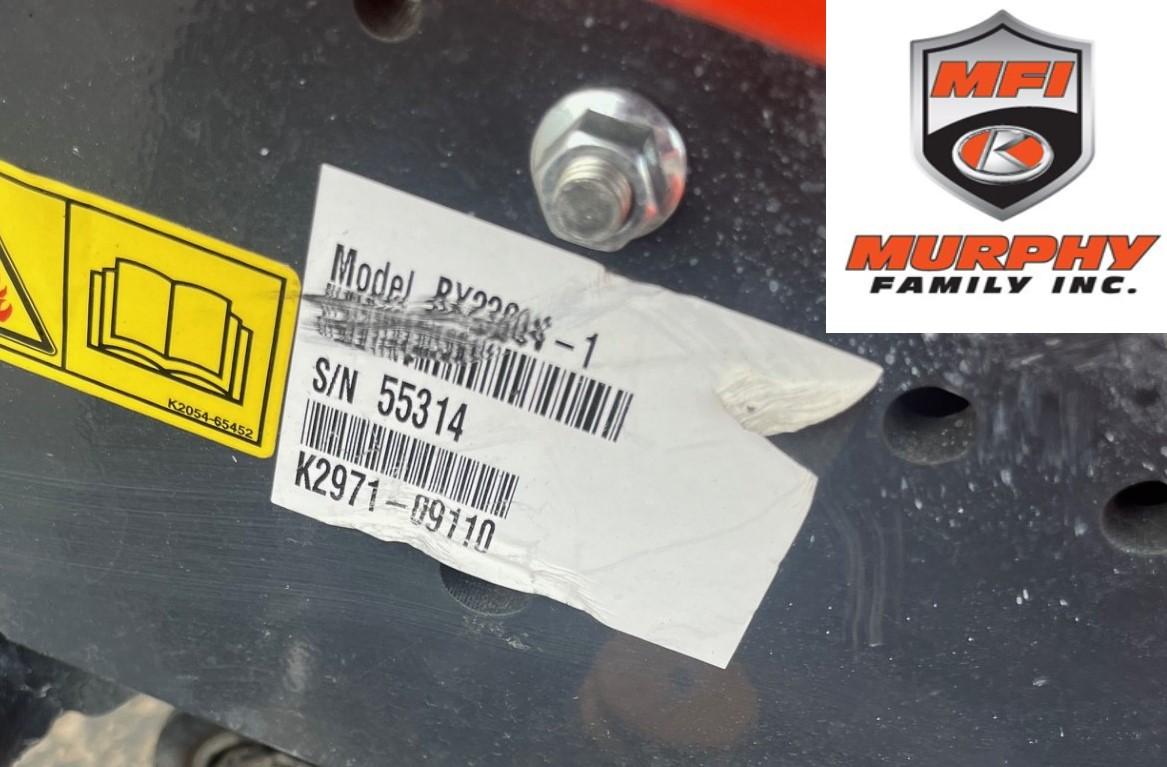 MFI
K
MURPHY
FAMILY INC.
Model -1
S/N 55314
K2971-09110
K2054-65452